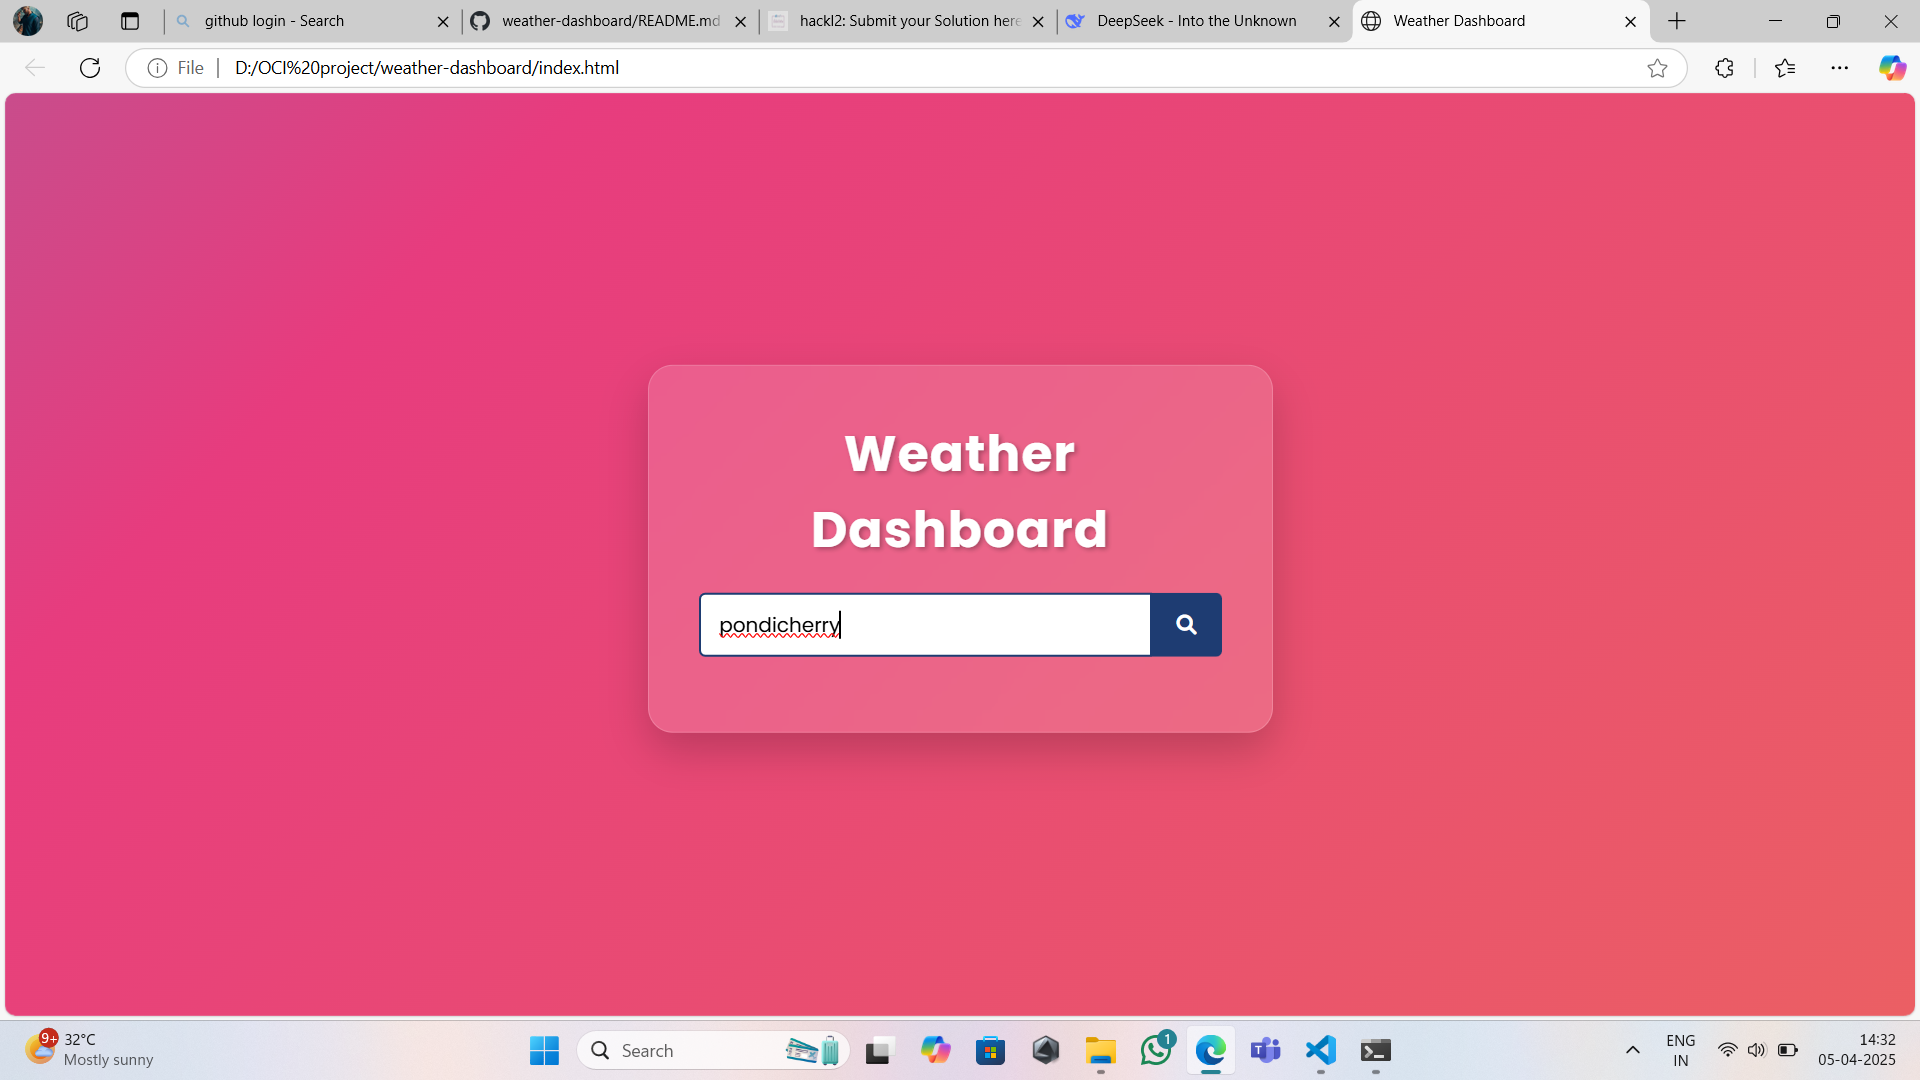 github login - Search
weather-dashboard/README.md
hackl2: Submit your Solution here
DeepSeek - Into the Unknown
Weather Dashboard
File
D:/OCI%20project/weather-dashboard/index.html
Weather
Dashboard
pondicherry
9+
32°C
Mostly sunny
Search
1
ENG
IN
14:32
05-04-2025